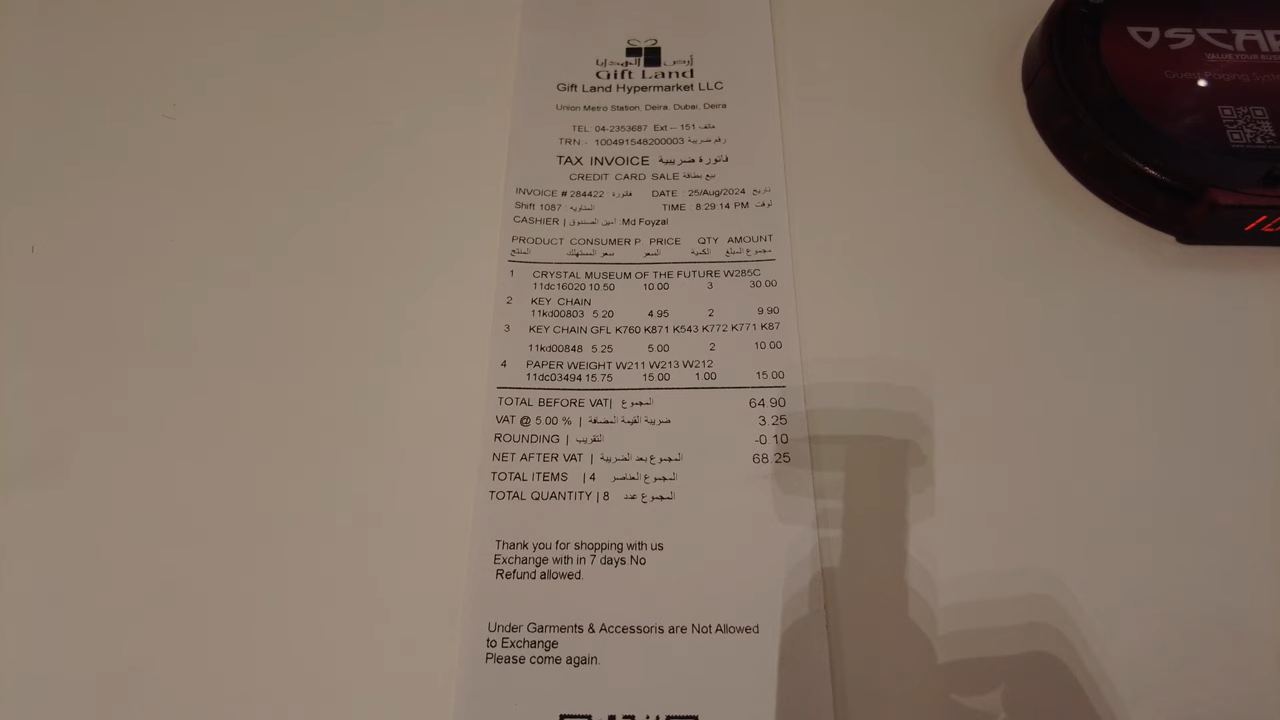 أرض الهدايا
Gift Land
Gift Land Hypermarket LLC
Union Metro Station, Deira, Dubai, Deira
TEL: 04-2353687 Ext – 151 هاتف
TRN:- 100491548200003 رقم ضريبة
TAX INVOICE فاتورة ضريبية
CREDIT CARD SALE بيع بطاقة
INVOICE # 284422 : فاتورة DATE : 25/Aug/2024 تاريخ
Shift 1087 : المناوبه TIME : 8:29:14 PM لوقت
CASHIER | أمين الصندوق :Md Foyzal
PRODUCT CONSUMER P. PRICE QTY AMOUNT
المنتج سعر المستهلك السعر الكمية مجموع المبلغ
1 CRYSTAL MUSEUM OF THE FUTURE W285C
11dc16020 10.50 10.00 3 30.00
2 KEY CHAIN
11kd00803 5.20 4.95 2 9.90
3 KEY CHAIN GFL K760 K871 K543 K772 K771 K87
11kd00848 5.25 5.00 2 10.00
4 PAPER WEIGHT W211 W213 W212
11dc03494 15.75 15.00 1.00 15.00
TOTAL BEFORE VAT| المجموع 64.90
VAT @ 5.00 % | ضريبة القيمة المضافة 3.25
ROUNDING | التقريب -0.10
NET AFTER VAT | المجموع بعد الضريبة 68.25
TOTAL ITEMS | 4 المجموع العناصر
TOTAL QUANTITY | 8 المجموع عدد
Thank you for shopping with us
Exchange with in 7 days.No
Refund allowed.
Under Garments & Accessoris are Not Allowed
to Exchange
Please come again.
VALUE YOUR
Guest Paging